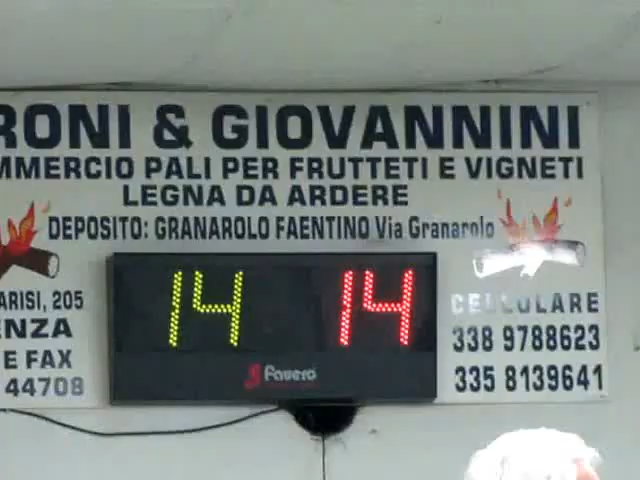 RONI & GIOVANNINI
MMERCIO PALI PER FRUTTETI E VIGNETI
LEGNA DA ARDERE
DEPOSITO: GRANAROLO FAENTINO Via Granarolo
ARISI, 205
ENZA
E FAX
44708
14 14
Favero
CELLULARE
338 9788623
335 8139641